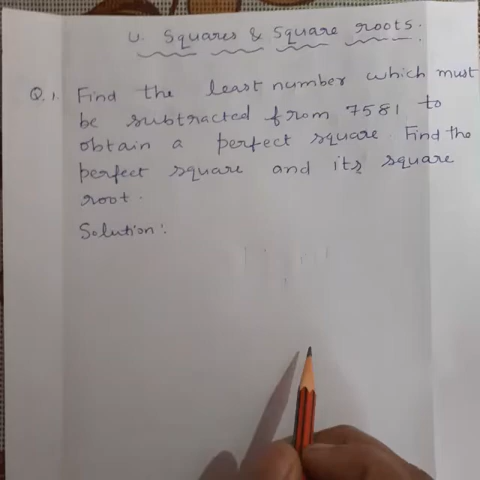 U. Squares & Square roots.
Q.1. Find the least number which must
be subtracted from 7581 to
obtain a perfect square. Find the
perfect square and its square
root.
Solution: